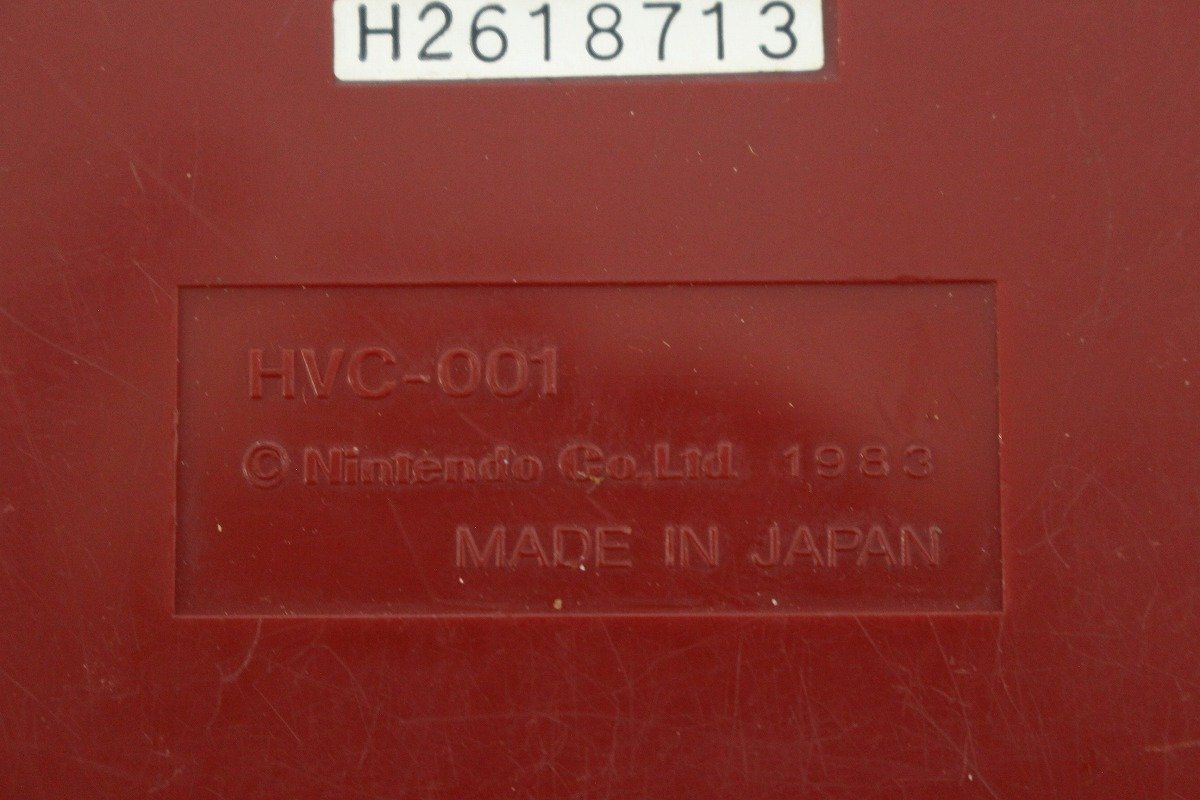 H2618713
HVC-001
© Nintendo Co.,Ltd. 1983
MADE IN JAPAN